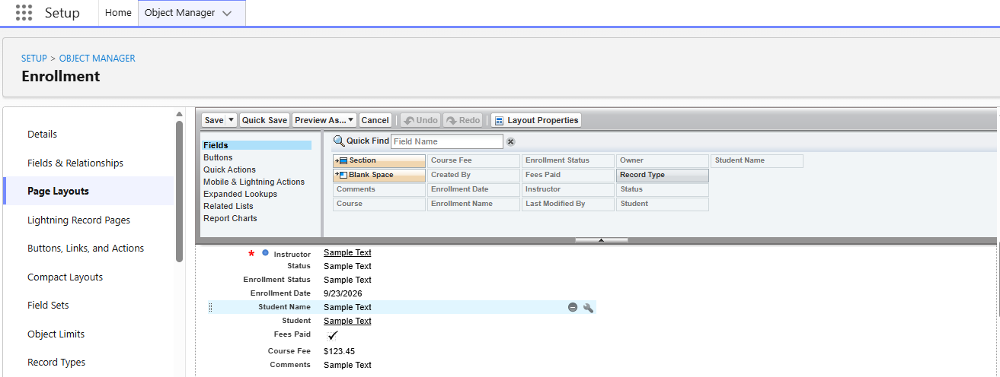 Setup Home Object Manager
SETUP > OBJECT MANAGER
Enrollment
Details
Fields & Relationships
Page Layouts
Lightning Record Pages
Buttons, Links, and Actions
Compact Layouts
Field Sets
Object Limits
Record Types
Save Quick Save Preview As... Cancel Undo Redo Layout Properties
Fields
Buttons
Quick Actions
Mobile & Lightning Actions
Expanded Lookups
Related Lists
Report Charts
Quick Find Field Name
Section Course Fee Enrollment Status Owner Student Name
Blank Space Created By Fees Paid Record Type
Comments Enrollment Date Instructor Status
Course Enrollment Name Last Modified By Student
* Instructor Sample Text
Status Sample Text
Enrollment Status Sample Text
Enrollment Date 9/23/2026
Student Name Sample Text
Student Sample Text
Fees Paid ✓
Course Fee $123.45
Comments Sample Text